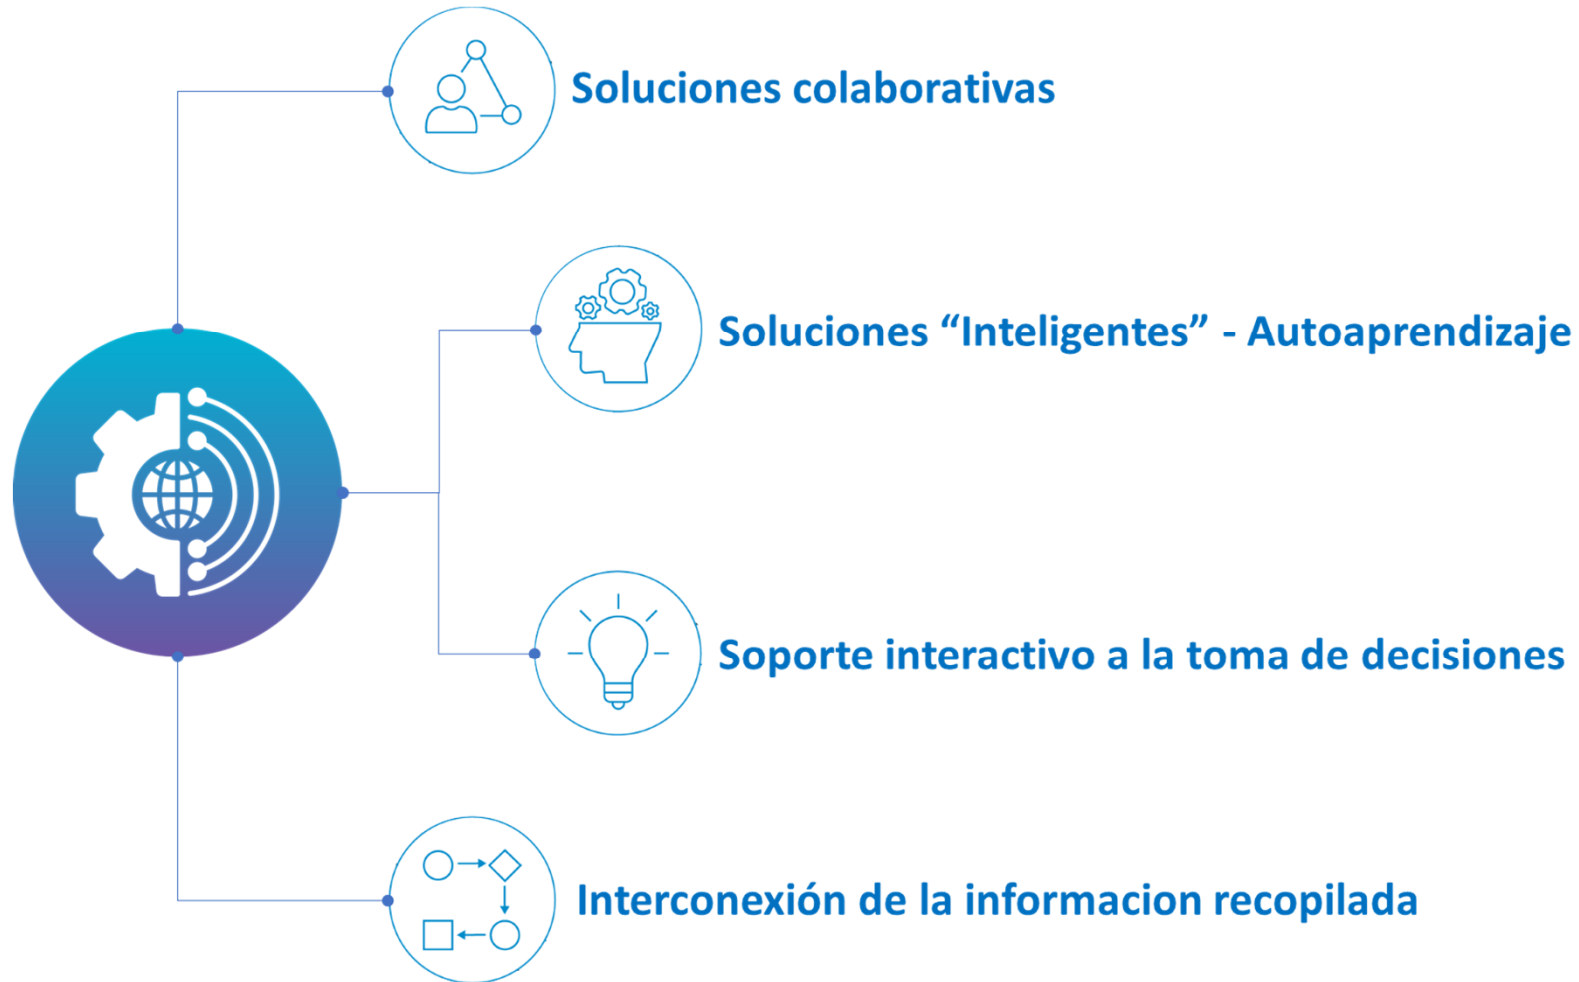 Soluciones colaborativas
Soluciones “Inteligentes” - Autoaprendizaje
Soporte interactivo a la toma de decisiones
Interconexión de la informacion recopilada